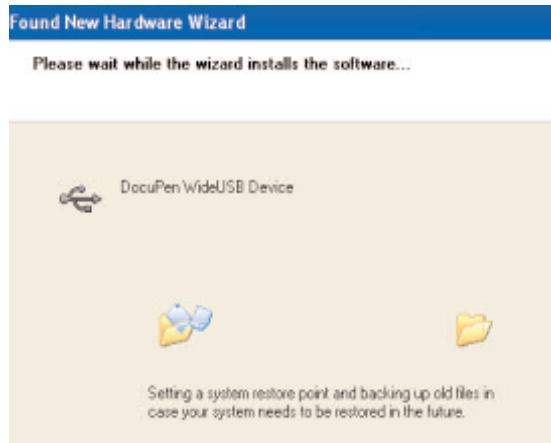 Found New Hardware Wizard
Please wait while the wizard installs the software...
DocuPen WideUSB Device
Setting a system restore point and backing up old files in
case your system needs to be restored in the future.